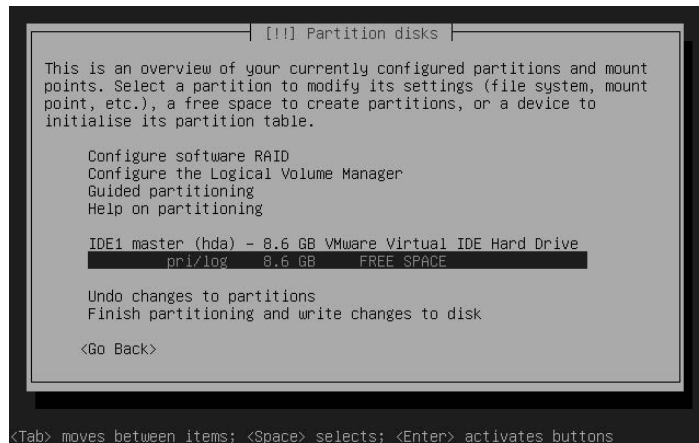 [!!] Partition disks
This is an overview of your currently configured partitions and mount
points. Select a partition to modify its settings (file system, mount
point, etc.), a free space to create partitions, or a device to
initialise its partition table.
Configure software RAID
Configure the Logical Volume Manager
Guided partitioning
Help on partitioning
IDE1 master (hda) - 8.6 GB VMware Virtual IDE Hard Drive
pri/log 8.6 GB FREE SPACE
Undo changes to partitions
Finish partitioning and write changes to disk
<Go Back>
<Tab> moves between items; <Space> selects; <Enter> activates buttons